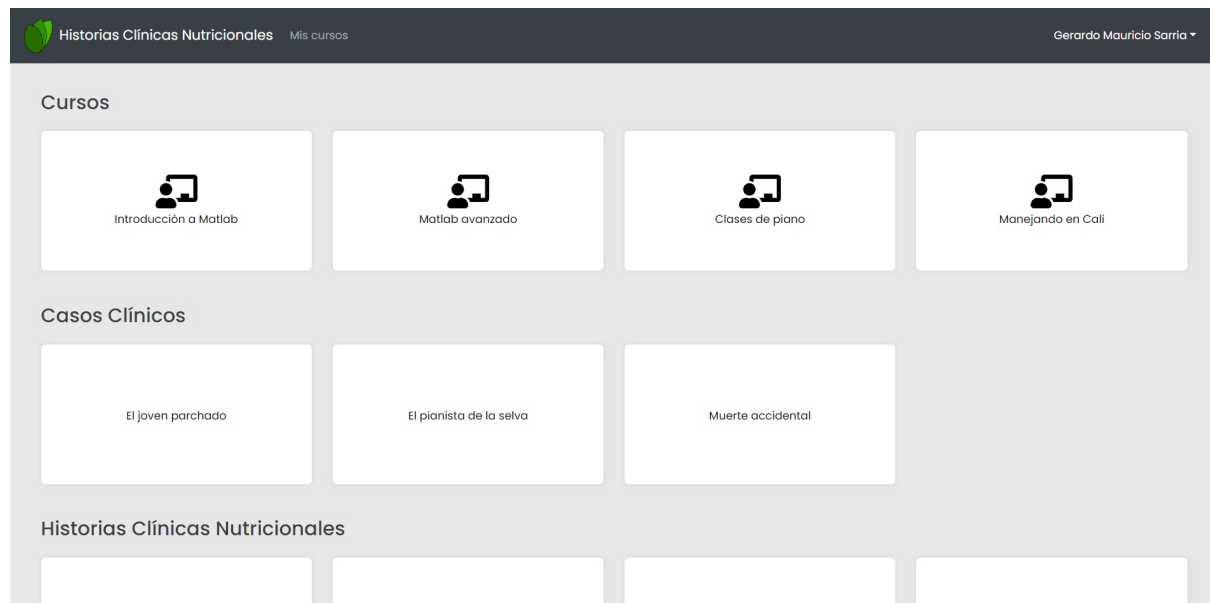 Historias Clínicas Nutricionales Mis cursos Gerardo Mauricio Sarria
Cursos
Introducción a Matlab Matlab avanzado Clases de piano Manejando en Cali
Casos Clínicos
El joven parchado El pianista de la selva Muerte accidental
Historias Clínicas Nutricionales